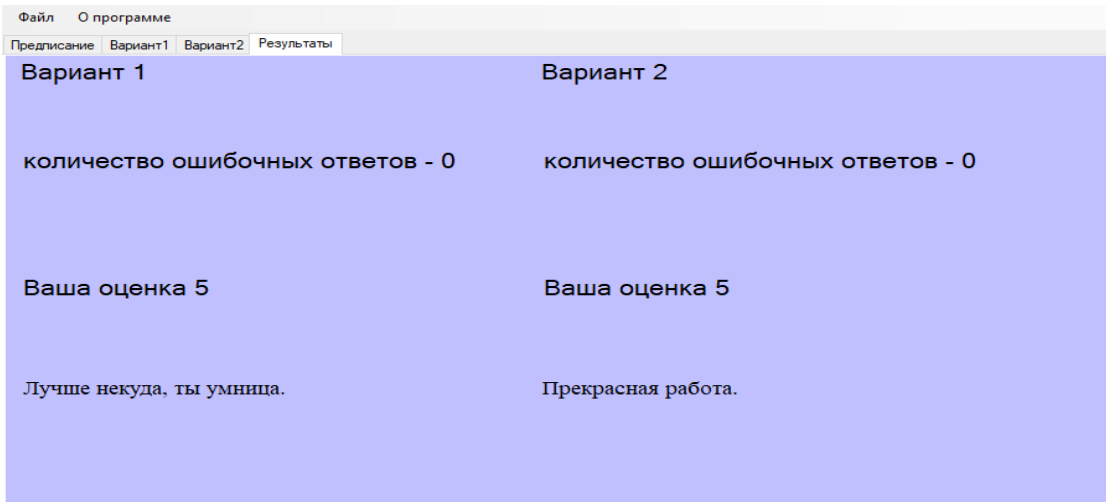 Файл О программе
Предписание Вариант1 Вариант2 Результаты
Вариант 1 Вариант 2
количество ошибочных ответов - 0 количество ошибочных ответов - 0
Ваша оценка 5 Ваша оценка 5
Лучше некуда, ты умница. Прекрасная работа.